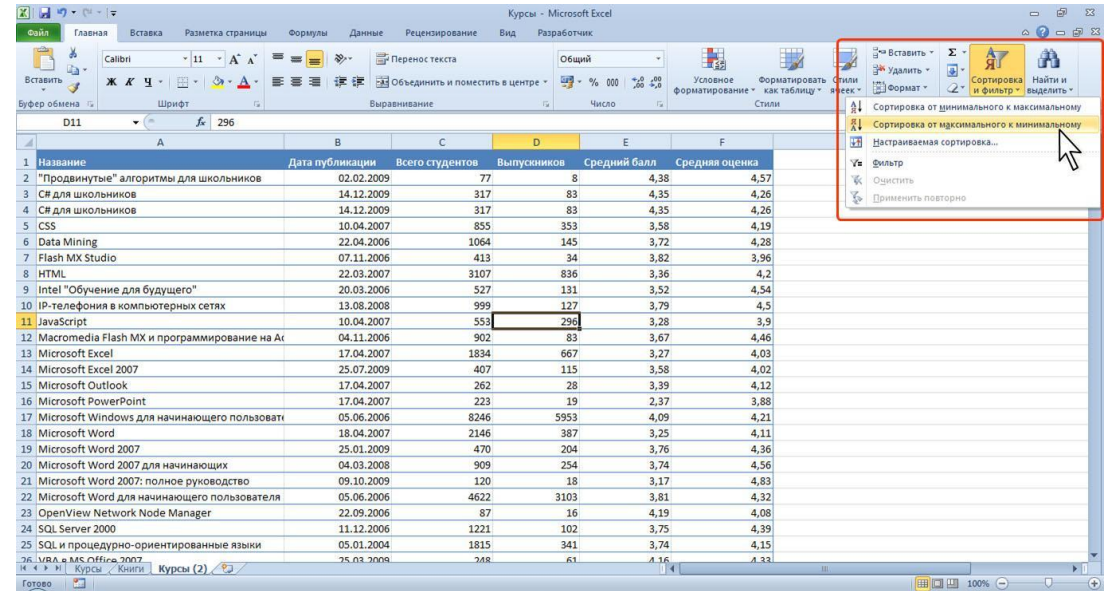 Курсы - Microsoft Excel
Файл Главная Вставка Разметка страницы Формулы Данные Рецензирование Вид Разработчик
Вставить
Буфер обмена
Calibri 11
Ж К Ч
Шрифт
Перенос текста
Объединить и поместить в центре
Выравнивание
Общий
% 000
Число
Условное форматирование
Форматировать как таблицу
Стили ячеек
Стили
Вставить
Удалить
Формат
Σ
Сортировка и фильтр
Найти и выделить
Сортировка от минимального к максимальному
Сортировка от максимального к минимальному
Настраиваемая сортировка...
Фильтр
Очистить
Применить повторно
D11 fx 296
A B C D E F
1 Название Дата публикации Всего студентов Выпускников Средний балл Средняя оценка
2 "Продвинутые" алгоритмы для школьников 02.02.2009 77 8 4,38 4,57
3 C# для школьников 14.12.2009 317 83 4,35 4,26
4 C# для школьников 14.12.2009 317 83 4,35 4,26
5 CSS 10.04.2007 855 353 3,58 4,19
6 Data Mining 22.04.2006 1064 145 3,72 4,28
7 Flash MX Studio 07.11.2006 413 34 3,82 3,96
8 HTML 22.03.2007 3107 836 3,36 4,2
9 Intel "Обучение для будущего" 20.03.2006 527 131 3,52 4,54
10 IP-телефония в компьютерных сетях 13.08.2008 999 127 3,79 4,5
11 JavaScript 10.04.2007 553 296 3,28 3,9
12 Macromedia Flash MX и программирование на Ac 04.11.2006 902 83 3,67 4,46
13 Microsoft Excel 17.04.2007 1834 667 3,27 4,03
14 Microsoft Excel 2007 25.07.2009 407 115 3,58 4,02
15 Microsoft Outlook 17.04.2007 262 28 3,39 4,12
16 Microsoft PowerPoint 17.04.2007 223 19 2,37 3,88
17 Microsoft Windows для начинающего пользовате 05.06.2006 8246 5953 4,09 4,21
18 Microsoft Word 18.04.2007 2146 387 3,25 4,11
19 Microsoft Word 2007 25.01.2009 470 204 3,76 4,36
20 Microsoft Word 2007 для начинающих 04.03.2008 909 254 3,74 4,56
21 Microsoft Word 2007: полное руководство 09.10.2009 120 18 3,17 4,83
22 Microsoft Word для начинающего пользователя 05.06.2006 4622 3103 3,81 4,32
23 OpenView Network Node Manager 22.09.2006 87 16 4,19 4,08
24 SQL Server 2000 11.12.2006 1221 102 3,75 4,39
25 SQL и процедурно-ориентированные языки 05.01.2004 1815 341 3,74 4,15
26 VBA в MS Office 2007 25.03.2009 248 61 4,16 4,33
Курсы Книги Курсы (2)
Готово 100%